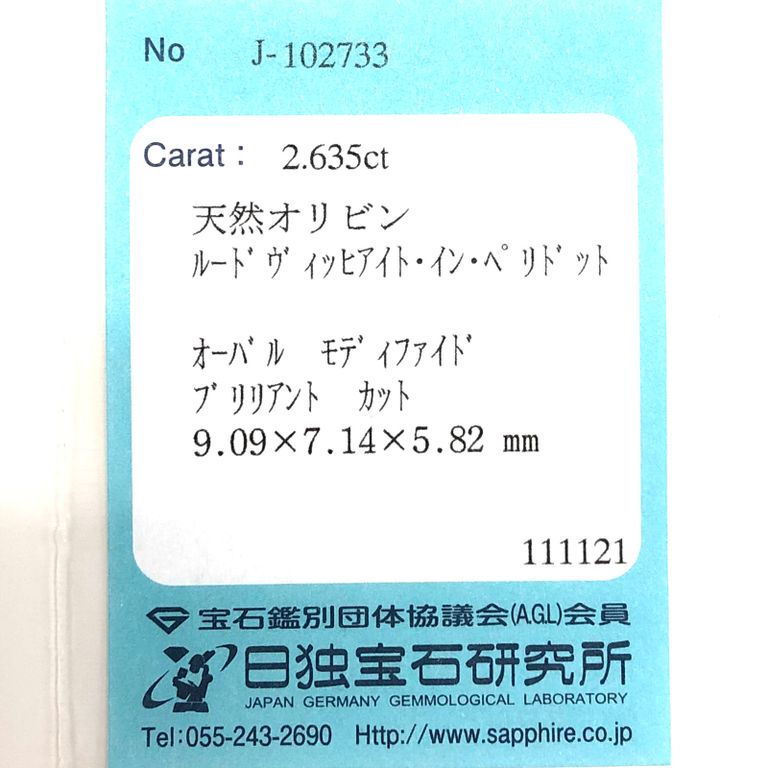 No J-102733
Carat: 2.635ct
天然オリビン
ﾙｰﾄﾞｳﾞｨｯﾋｱｲﾄ・ｲﾝ・ﾍﾟﾘﾄﾞｯﾄ
ｵｰﾊﾞﾙ ﾓﾃﾞｨﾌｧｲﾄﾞ
ﾌﾞﾘﾘｱﾝﾄ ｶｯﾄ
9.09×7.14×5.82 mm
111121
宝石鑑別団体協議会(A.G.L)会員
日独宝石研究所
JAPAN GERMANY GEMMOLOGICAL LABORATORY
Tel:055-243-2690 Http://www.sapphire.co.jp